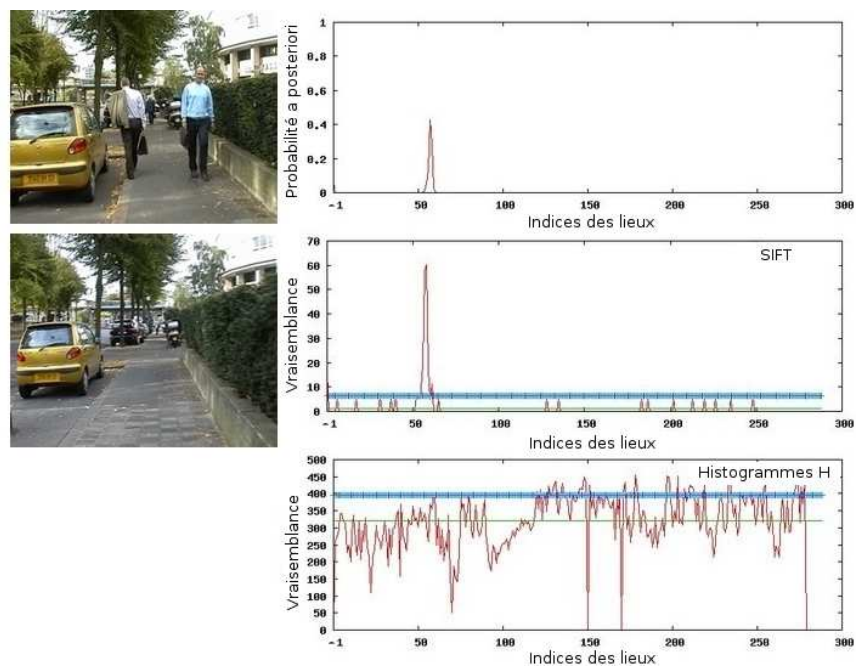 1
0.8
0.6
0.4
0.2
0
Probabilité a posteriori
-1 50 100 150 200 250 300
Indices des lieux
SIFT
70
60
50
40
30
20
10
0
Vraisemblance
-1 50 100 150 200 250 300
Indices des lieux
Histogrammes H
500
450
400
350
300
250
200
150
100
50
0
Vraisemblance
-1 50 100 150 200 250 300
Indices des lieux